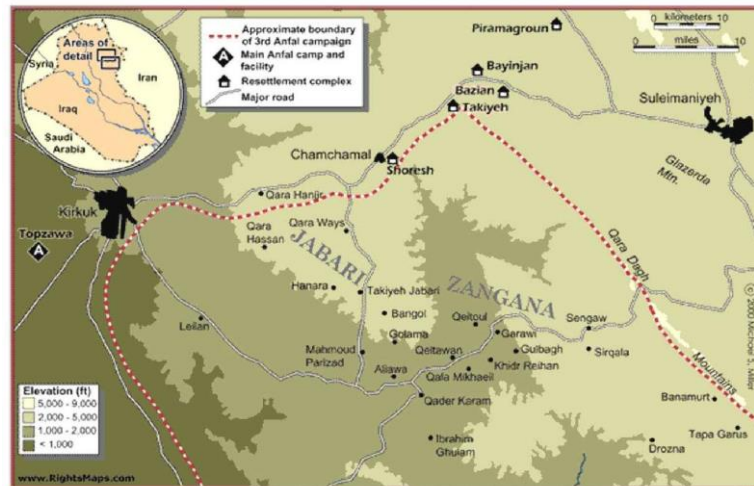 Areas of
detail
Syria
Iran
Iraq
Saudi
Arabia
Approximate boundary
of 3rd Anfal campaign
A
Main Anfal camp and
facility
Resettlement complex
Major road
0 kilometers 10
0 miles 10
Piramagroun
Bayinjan
Bazian
Takiyeh
Suleimaniyeh
Chamchamal
Shoresh
Glazerda
Mtn.
Kirkuk
Qara Hanjir
Topzawa
A
Qara
Hassan
Qara Ways
JABARI
Qara Dagh
Mountains
Hanara
Takiyeh Jabari
ZANGANA
Bangol
Leilan
Golama
Qeitoul
Garawi
Sengaw
Mahmoud
Parizad
Qeitawan
Gulbagh
Sirqala
Aliawa
Qala Mikhaeil
Khidr Reihan
Qader Karam
Banamurt
Ibrahim
Ghulam
Drozna
Tapa Garus
Elevation (ft)
5,000 - 9,000
2,000 - 5,000
1,000 - 2,000
< 1,000
www.RightsMaps.com